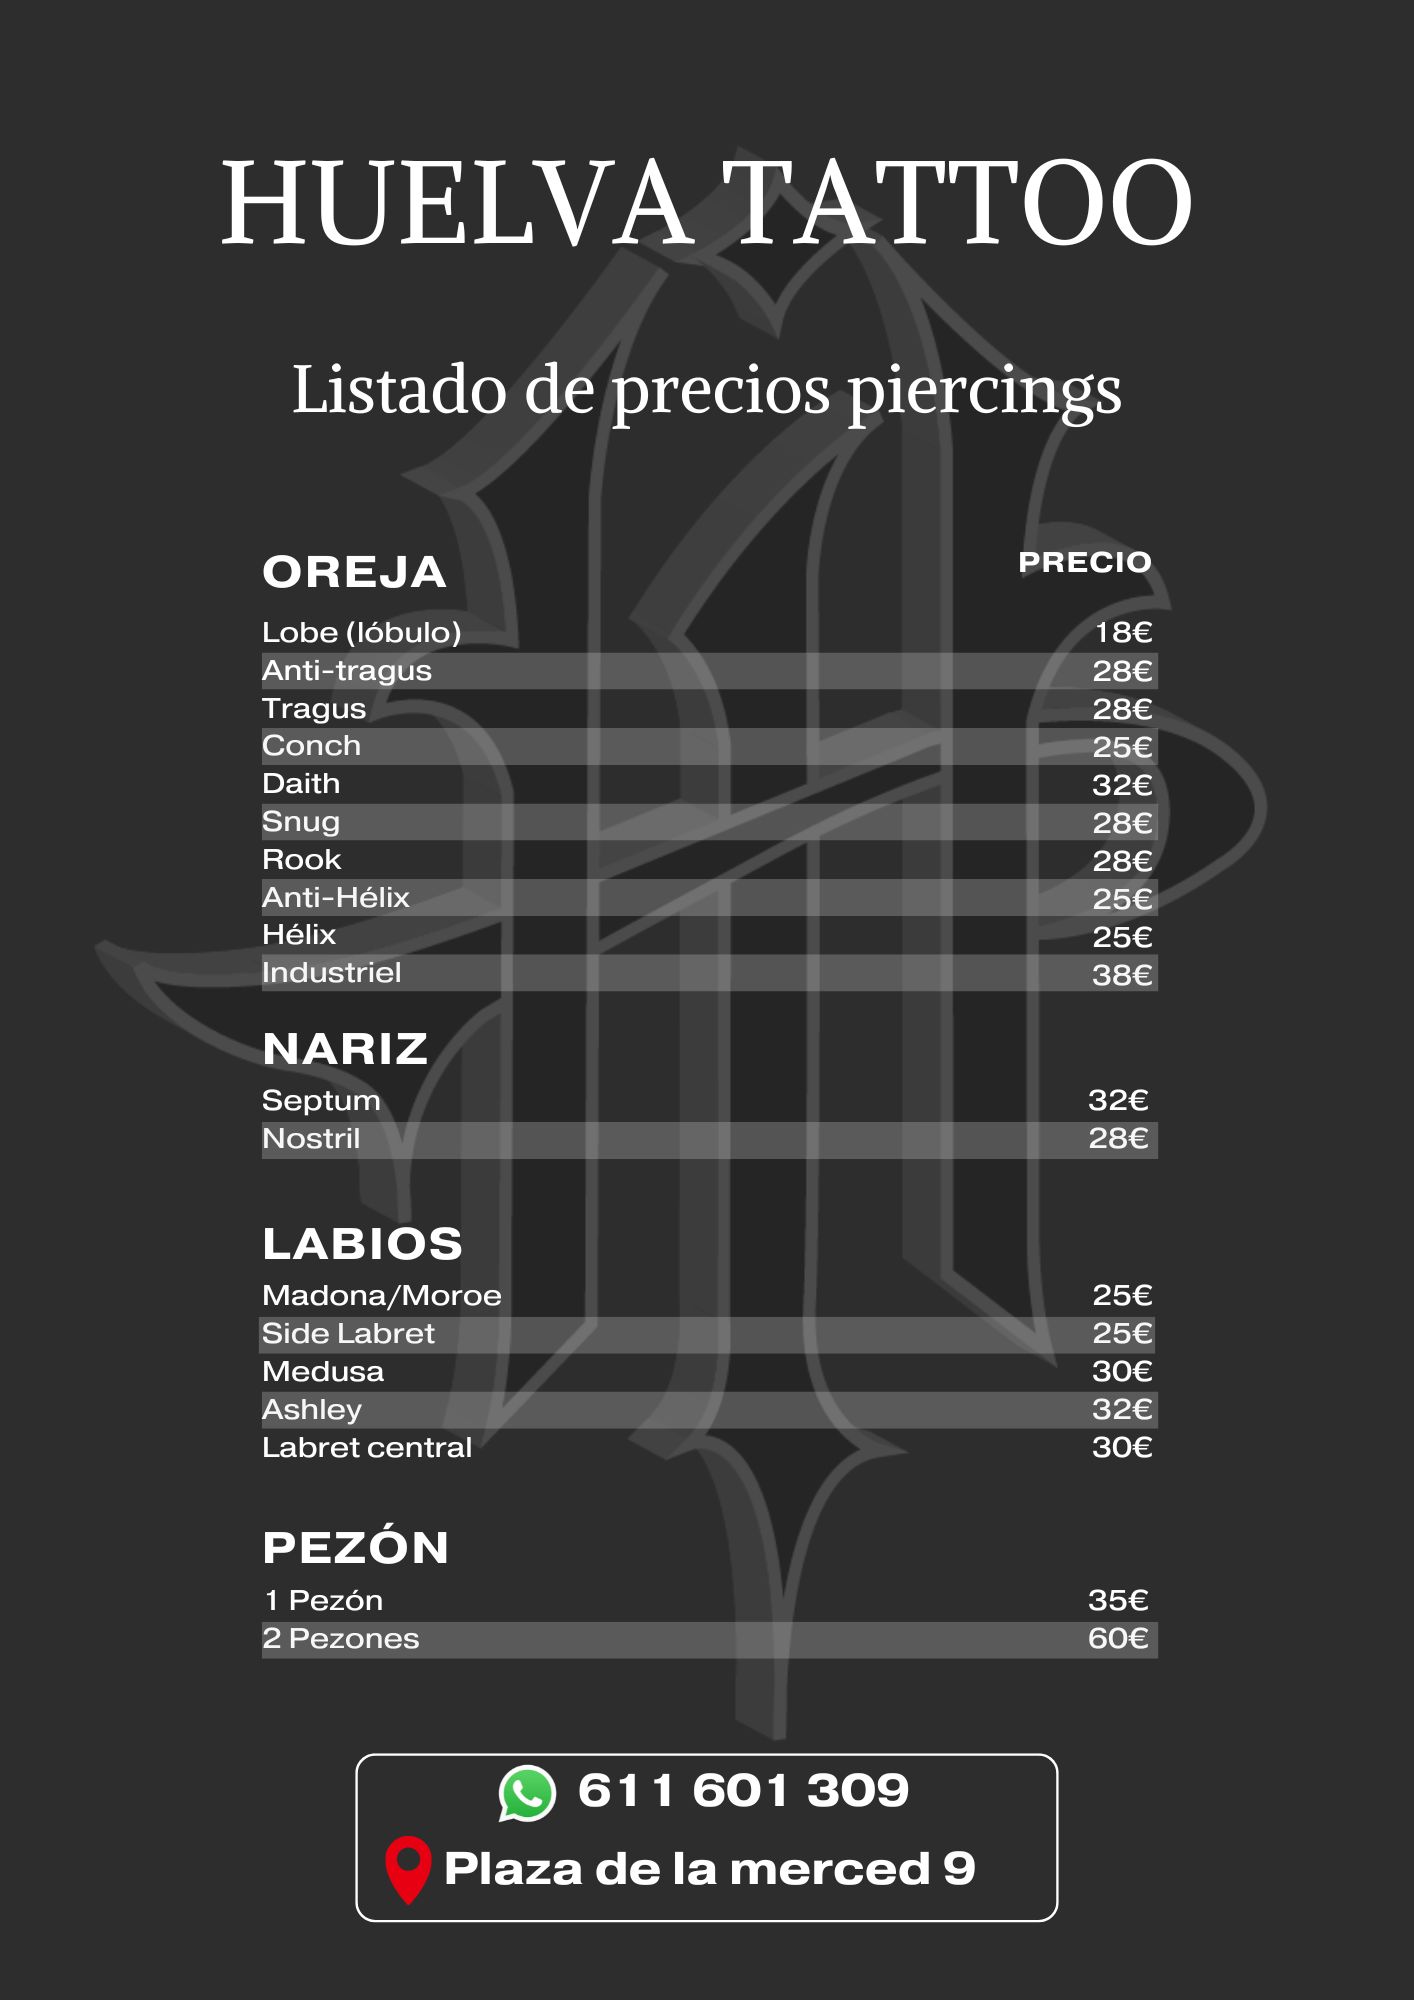 HUELVA TATTOO
Listado de precios piercings
OREJA PRECIO
Lobe (lóbulo) 18€
Anti-tragus 28€
Tragus 28€
Conch 25€
Daith 32€
Snug 28€
Rook 28€
Anti-Hélix 25€
Hélix 25€
Industriel 38€
NARIZ
Septum 32€
Nostril 28€
LABIOS
Madona/Moroe 25€
Side Labret 25€
Medusa 30€
Ashley 32€
Labret central 30€
PEZÓN
1 Pezón 35€
2 Pezones 60€
611 601 309
Plaza de la merced 9